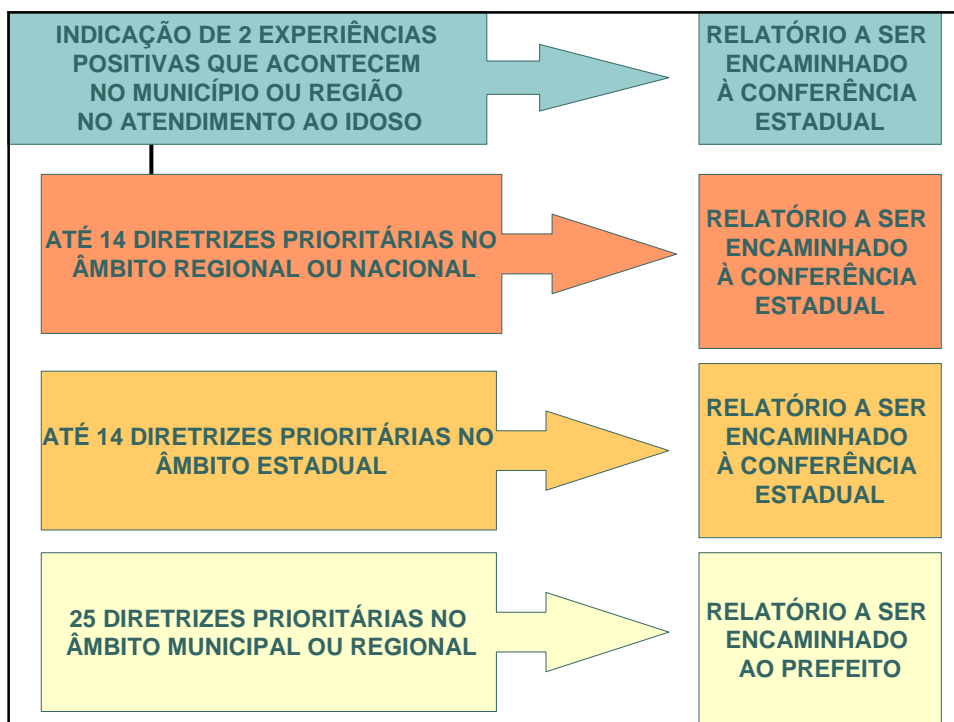 INDICAÇÃO DE 2 EXPERIÊNCIAS
POSITIVAS QUE ACONTECEM
NO MUNICÍPIO OU REGIÃO
NO ATENDIMENTO AO IDOSO
RELATÓRIO A SER
ENCAMINHADO
À CONFERÊNCIA
ESTADUAL
ATÉ 14 DIRETRIZES PRIORITÁRIAS NO
ÂMBITO REGIONAL OU NACIONAL
RELATÓRIO A SER
ENCAMINHADO
À CONFERÊNCIA
ESTADUAL
ATÉ 14 DIRETRIZES PRIORITÁRIAS NO
ÂMBITO ESTADUAL
RELATÓRIO A SER
ENCAMINHADO
À CONFERÊNCIA
ESTADUAL
25 DIRETRIZES PRIORITÁRIAS NO
ÂMBITO MUNICIPAL OU REGIONAL
RELATÓRIO A SER
ENCAMINHADO
AO PREFEITO